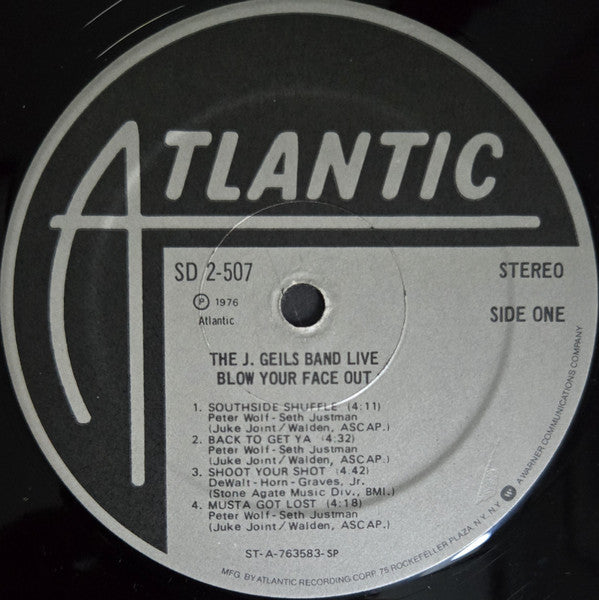 ATLANTIC
SD 2-507
STEREO
℗ 1976
Atlantic
SIDE ONE
THE J. GEILS BAND LIVE
BLOW YOUR FACE OUT
1. SOUTHSIDE SHUFFLE (4:11)
Peter Wolf - Seth Justman
(Juke Joint/Walden, ASCAP.)
2. BACK TO GET YA (4:32)
Peter Wolf - Seth Justman
(Juke Joint/Walden, ASCAP.)
3. SHOOT YOUR SHOT (4:42)
DeWalt - Horn - Graves, Jr.
(Stone Agate Music Div., BMI.)
4. MUSTA GOT LOST (4:18)
Peter Wolf - Seth Justman
(Juke Joint/Walden, ASCAP.)
ST-A-763583-SP
MFG. BY ATLANTIC RECORDING CORP. 75 ROCKEFELLER PLAZA, N.Y. N.Y. W A WARNER COMMUNICATIONS COMPANY